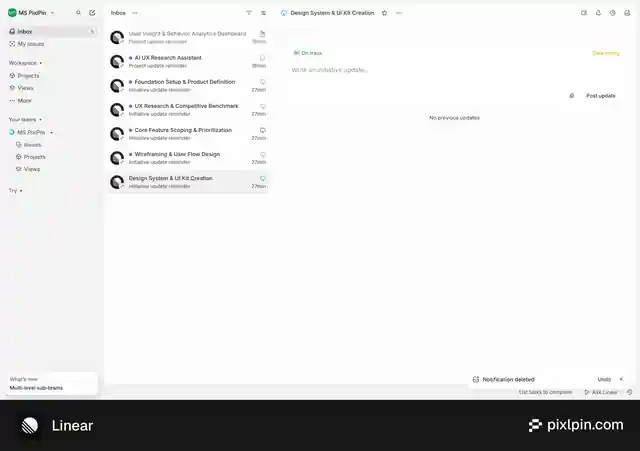 MS PixlPin
Inbox
5
My issues
Workspace
Projects
Views
More
Your teams
MS PixlPin
Issues
Projects
Views
Try
What's new
Multi-level sub-teams
Inbox
User Insight & Behavior Analytics Dashboard
Project update reminder
AI UX Research Assistant
Project update reminder
18min
Foundation Setup & Product Definition
Initiative update reminder
27min
UX Research & Competitive Benchmark
Initiative update reminder
27min
Core Feature Scoping & Prioritization
Initiative update reminder
27min
Wireframing & User Flow Design
Initiative update reminder
27min
Design System & UI Kit Creation
Initiative update reminder
27min
Design System & UI Kit Creation
On track
Write an initiative update...
Post update
No previous updates
Notification deleted
Undo
Ask Linear
Linear
pixlpin.com